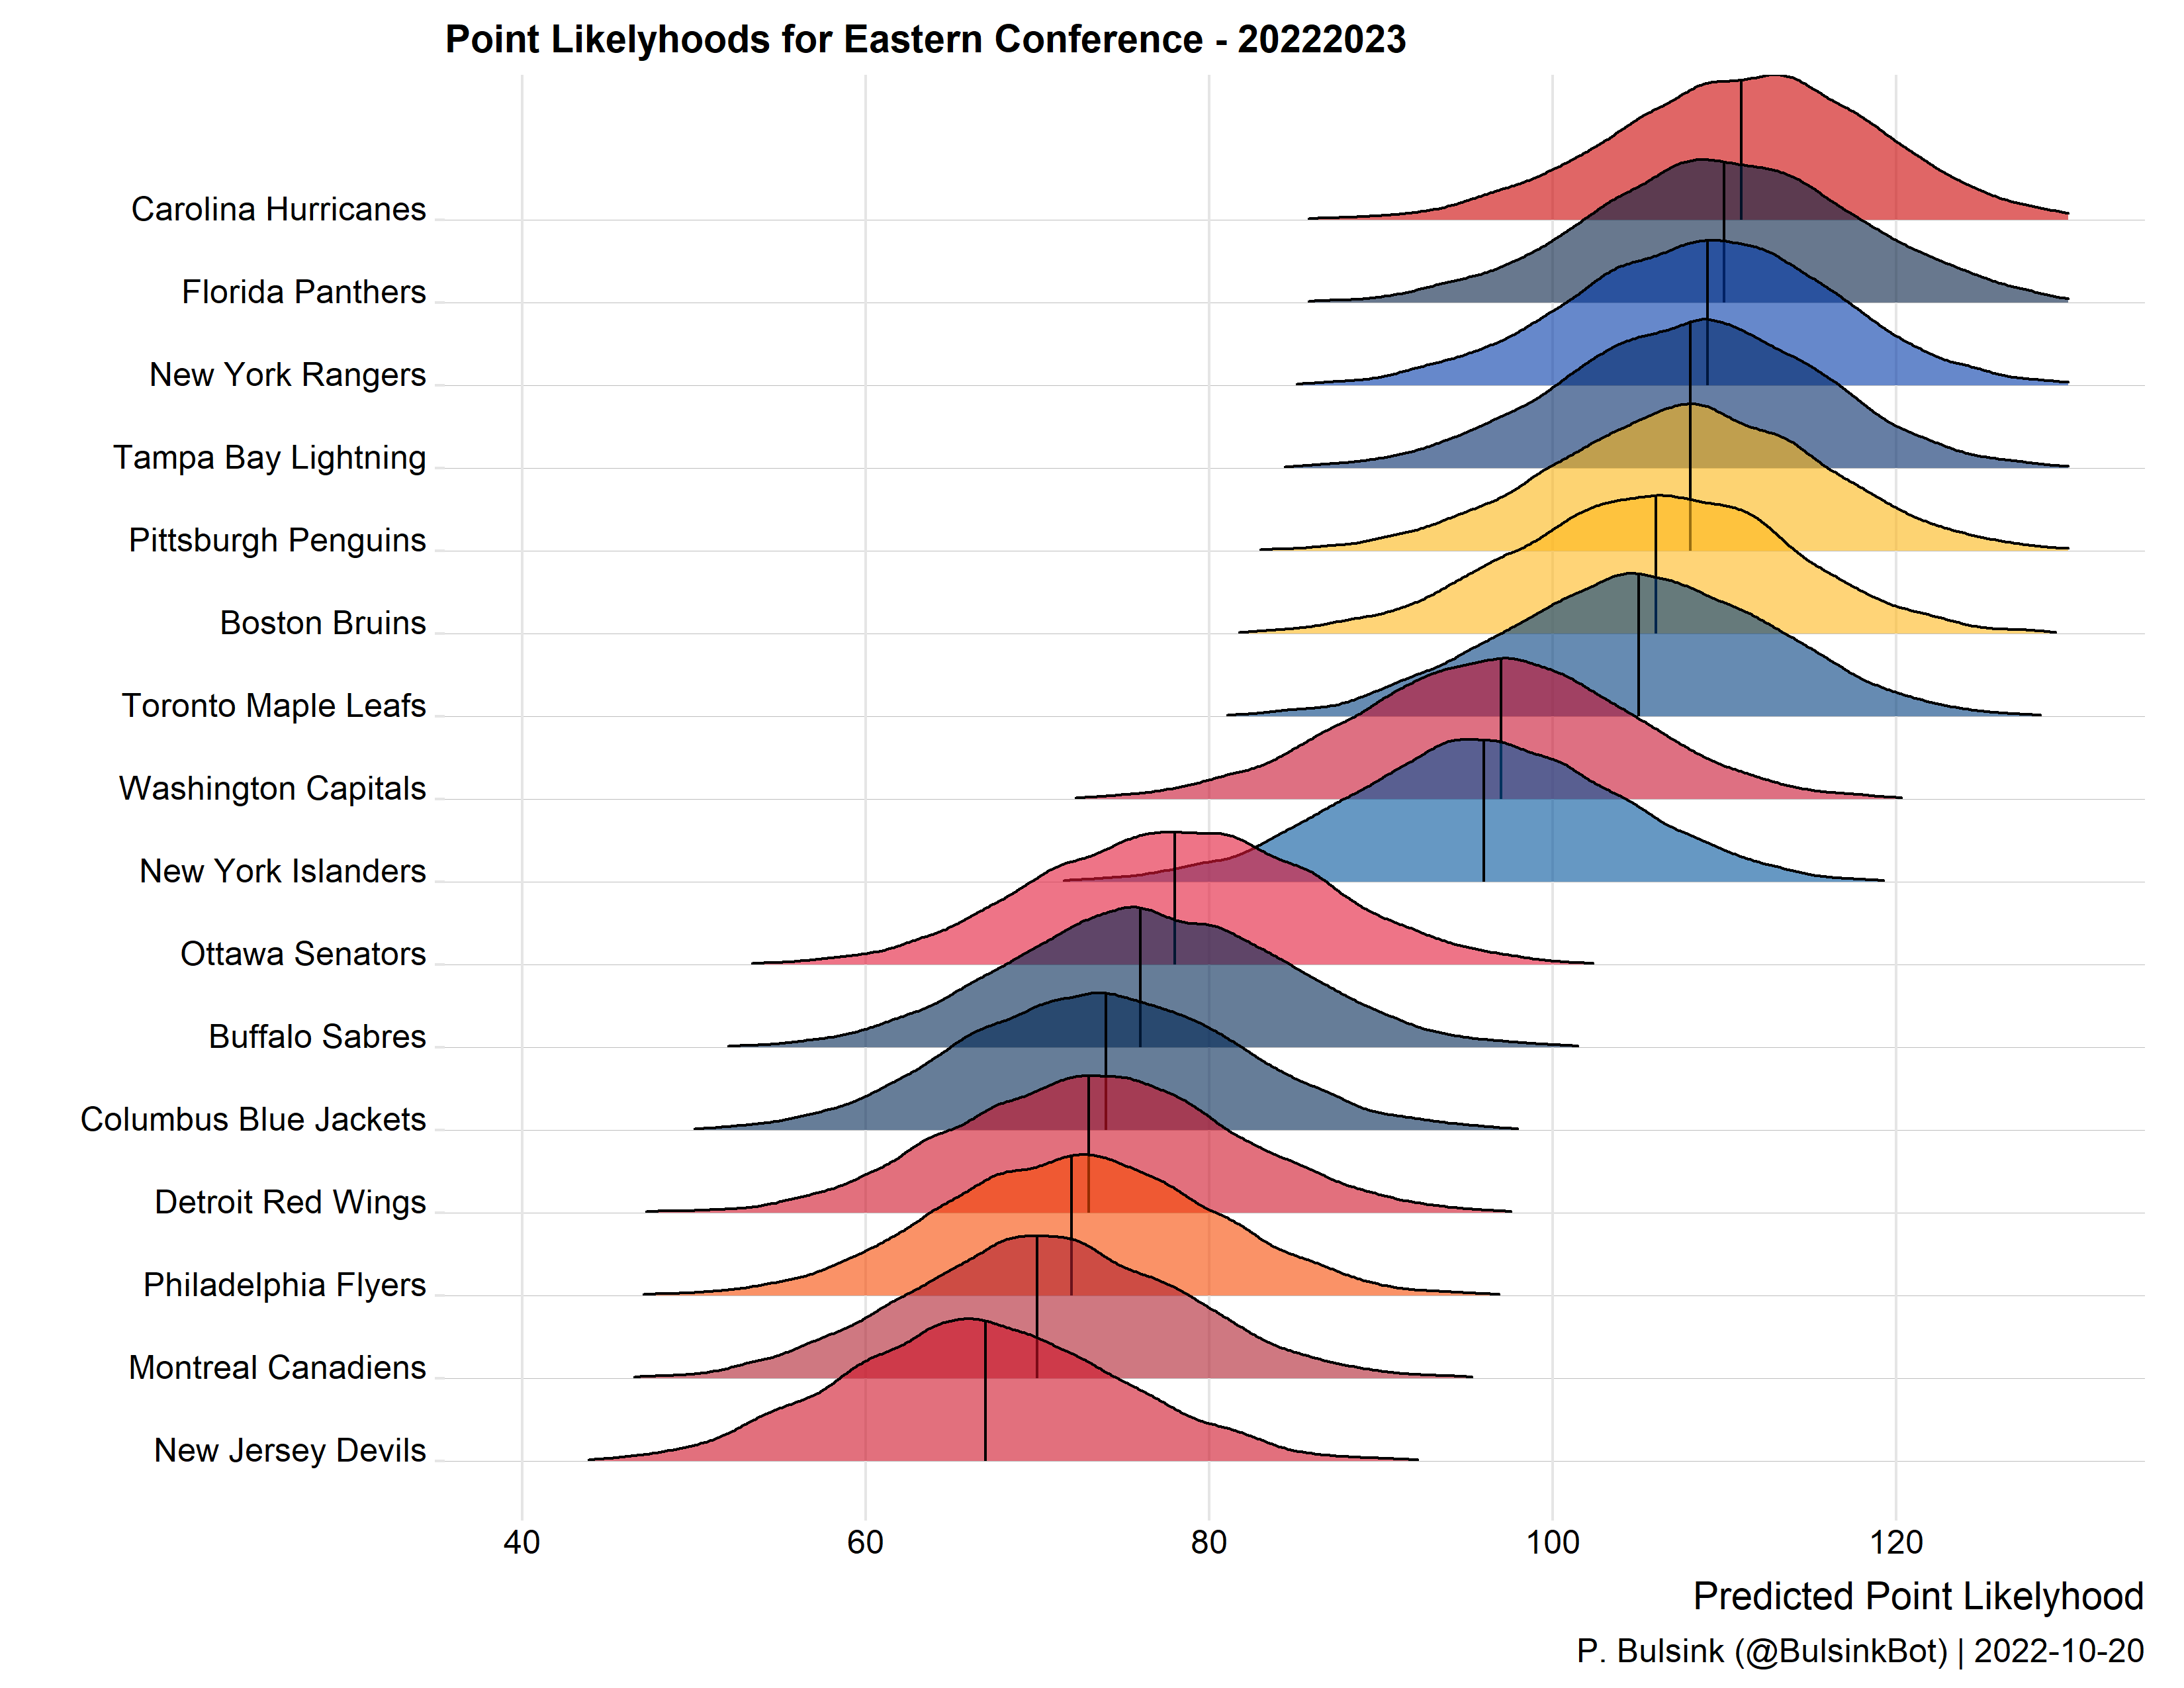 Point Likelyhoods for Eastern Conference - 20222023
Carolina Hurricanes
Florida Panthers
New York Rangers
Tampa Bay Lightning
Pittsburgh Penguins
Boston Bruins
Toronto Maple Leafs
Washington Capitals
New York Islanders
Ottawa Senators
Buffalo Sabres
Columbus Blue Jackets
Detroit Red Wings
Philadelphia Flyers
Montreal Canadiens
New Jersey Devils
40 60 80 100 120
Predicted Point Likelyhood
P. Bulsink (@BulsinkBot) | 2022-10-20